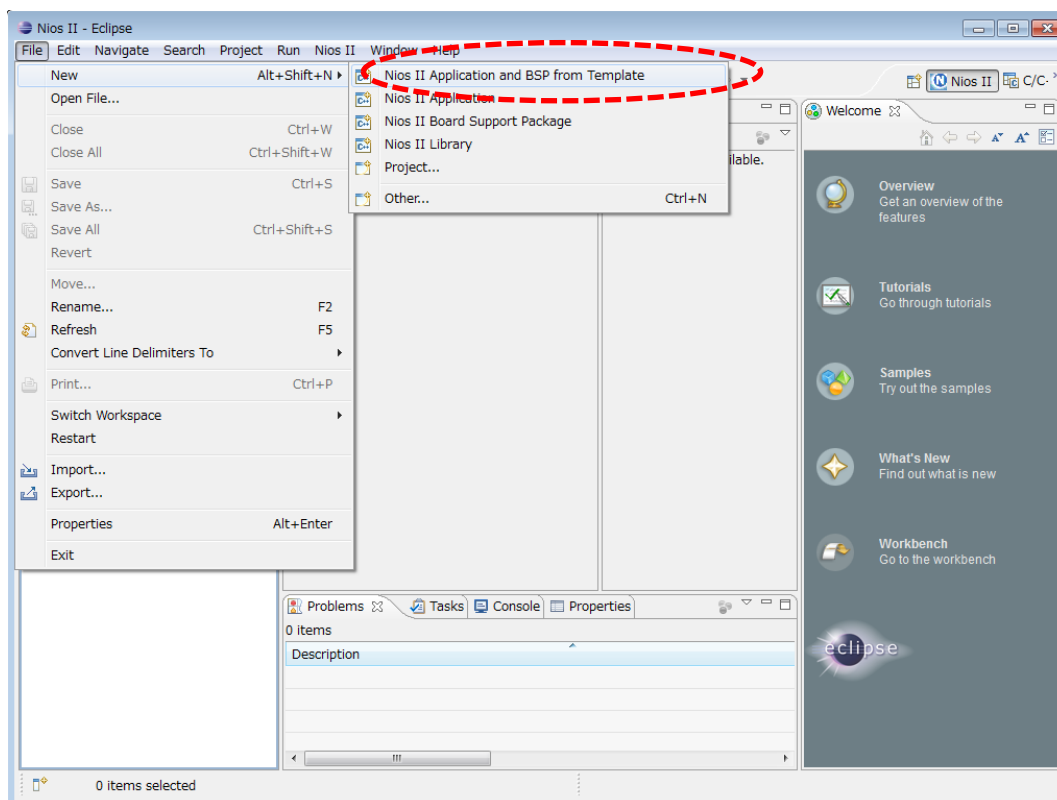 Nios II - Eclipse
File Edit Navigate Search Project Run Nios II Window Help
New Alt+Shift+N
Open File...
Close Ctrl+W
Close All Ctrl+Shift+W
Save Ctrl+S
Save As...
Save All Ctrl+Shift+S
Revert
Move...
Rename... F2
Refresh F5
Convert Line Delimiters To
Print... Ctrl+P
Switch Workspace
Restart
Import...
Export...
Properties Alt+Enter
Exit
Nios II Application and BSP from Template
Nios II Application
Nios II Board Support Package
Nios II Library
Project...
Other... Ctrl+N
Nios II C/C
ilable.
Welcome
Overview
Get an overview of the
features
Tutorials
Go through tutorials
Samples
Try out the samples
What's New
Find out what is new
Workbench
Go to the workbench
eclipse
Problems Tasks Console Properties
0 items
Description
0 items selected